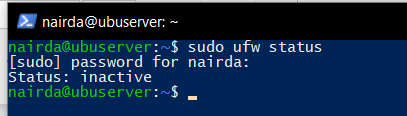 nairda@ubuserver: ~
nairda@ubuserver:~$ sudo ufw status
[sudo] password for nairda:
Status: inactive
nairda@ubuserver:~$